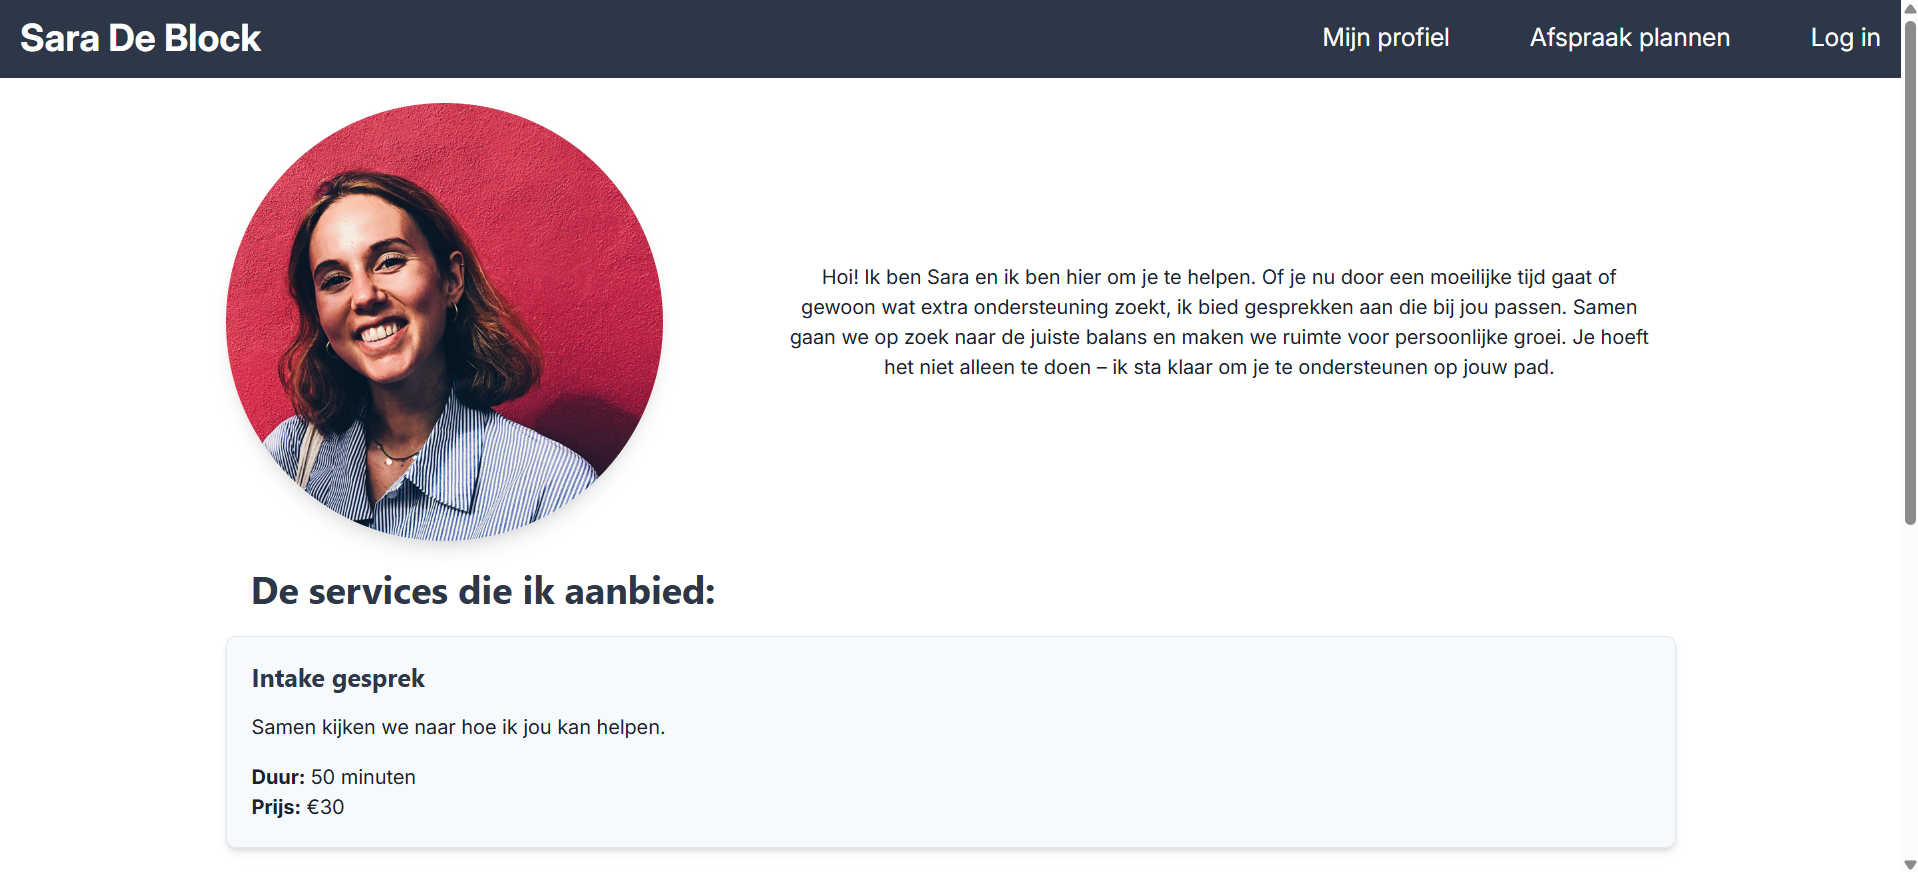 Sara De Block
Mijn profiel
Afspraak plannen
Log in
Hoi! Ik ben Sara en ik ben hier om je te helpen. Of je nu door een moeilijke tijd gaat of
gewoon wat extra ondersteuning zoekt, ik bied gesprekken aan die bij jou passen. Samen
gaan we op zoek naar de juiste balans en maken we ruimte voor persoonlijke groei. Je hoeft
het niet alleen te doen – ik sta klaar om je te ondersteunen op jouw pad.
De services die ik aanbied:
Intake gesprek
Samen kijken we naar hoe ik jou kan helpen.
Duur: 50 minuten
Prijs: €30